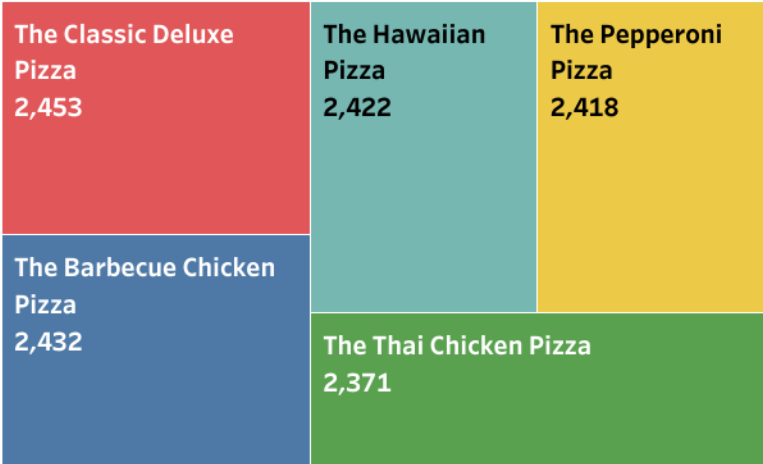 The Classic Deluxe
Pizza
2,453
The Hawaiian
Pizza
2,422
The Pepperoni
Pizza
2,418
The Barbecue Chicken
Pizza
2,432
The Thai Chicken Pizza
2,371